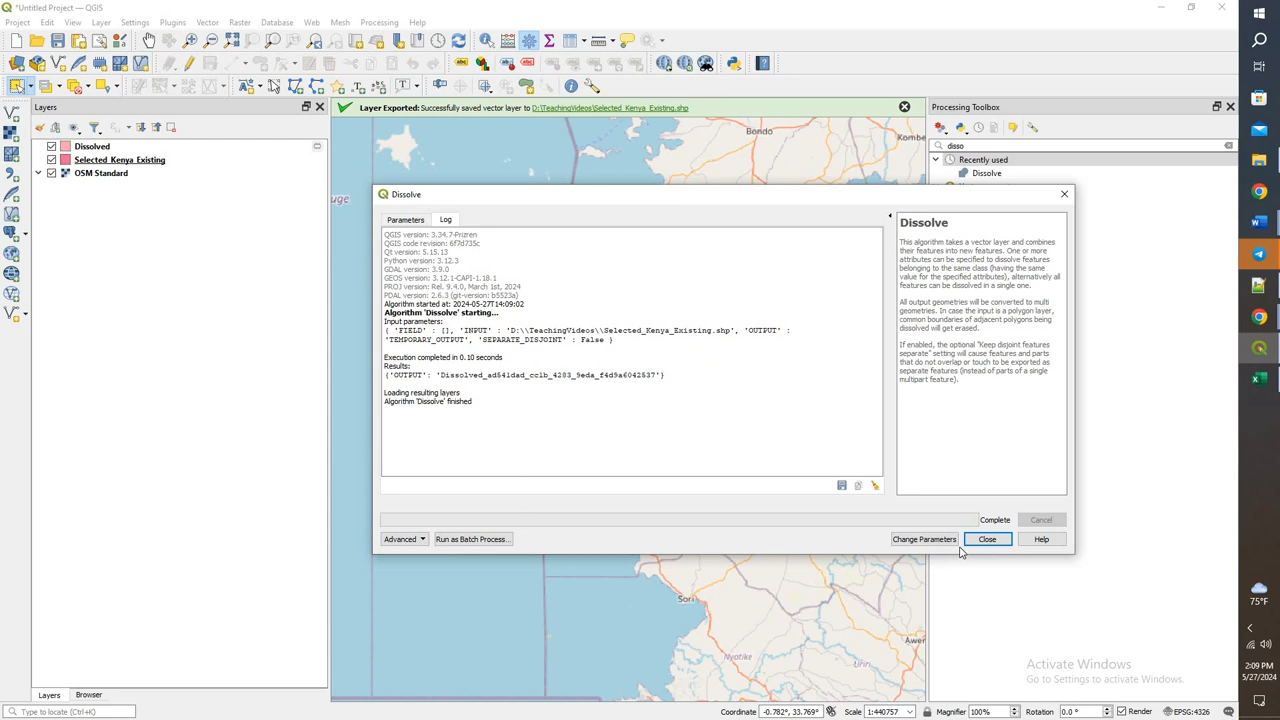 *Untitled Project — QGIS
Project Edit View Layer Settings Plugins Vector Raster Database Web Mesh Processing Help
Layers
Layer Exported: Successfully saved vector layer to D:\TeachingVideos\Selected_Kenya_Existing.shp
Processing Toolbox
disso
Dissolved
Selected_Kenya_Existing
OSM Standard
Recently used
Dissolve
Bondo
Kombe
uge
Dissolve
Parameters Log
QGIS version: 3.34.7-Prizren
QGIS code revision: 6f7d735c
Qt version: 5.15.13
Python version: 3.12.3
GDAL version: 3.9.0
GEOS version: 3.12.1-CAPI-1.18.1
PROJ version: Rel. 9.4.0, March 1st, 2024
PDAL version: 2.6.3 (git-version: b5523a)
Algorithm started at: 2024-05-27T14:09:02
Algorithm 'Dissolve' starting…
Input parameters:
{ 'FIELD' : [], 'INPUT' : 'D:\\TeachingVideos\\Selected_Kenya_Existing.shp', 'OUTPUT' :
'TEMPORARY_OUTPUT', 'SEPARATE_DISJOINT' : False }
Execution completed in 0.10 seconds
Results:
{'OUTPUT': 'Dissolved_ad541dad_cc1b_4283_9eda_f4d9a6042537'}
Loading resulting layers
Algorithm 'Dissolve' finished
Dissolve
This algorithm takes a vector layer and combines
their features into new features. One or more
attributes can be specified to dissolve features
belonging to the same class (having the same
value for the specified attributes), alternatively all
features can be dissolved in a single one.
All output geometries will be converted to multi
geometries. In case the input is a polygon layer,
common boundaries of adjacent polygons being
dissolved will get erased.
If enabled, the optional "Keep disjoint features
separate" setting will cause features and parts
that do not overlap or touch to be exported as
separate features (instead of parts of a single
multipart feature).
Complete Cancel
Advanced Run as Batch Process… Change Parameters Close Help
Sori
Nyatike
Uriri
Awer
Activate Windows
Go to Settings to activate Windows.
75°F
2:09 PM
5/27/2024
Layers Browser
Type to locate (Ctrl+K) Coordinate -0.782°, 33.769° Scale 1:440757 Magnifier 100% Rotation 0.0 ° Render EPSG:4326